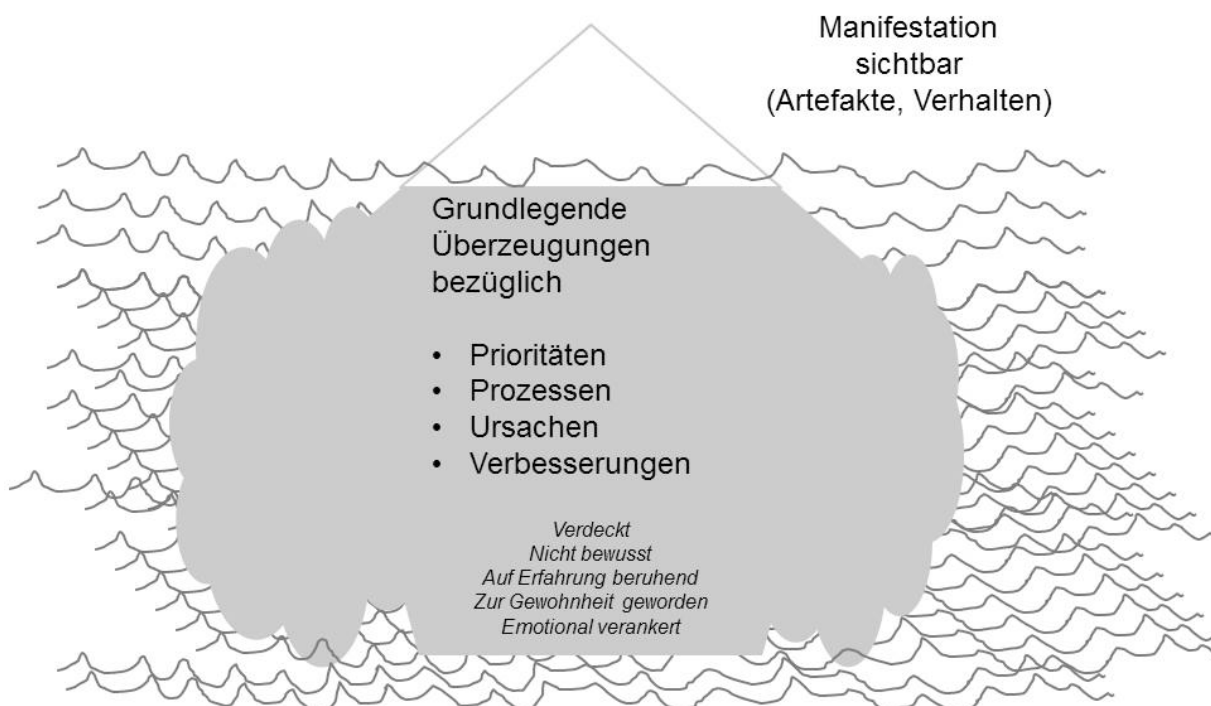 Manifestation
sichtbar
(Artefakte, Verhalten)
Grundlegende
Überzeugungen
bezüglich
• Prioritäten
• Prozessen
• Ursachen
• Verbesserungen
Verdeckt
Nicht bewusst
Auf Erfahrung beruhend
Zur Gewohnheit geworden
Emotional verankert